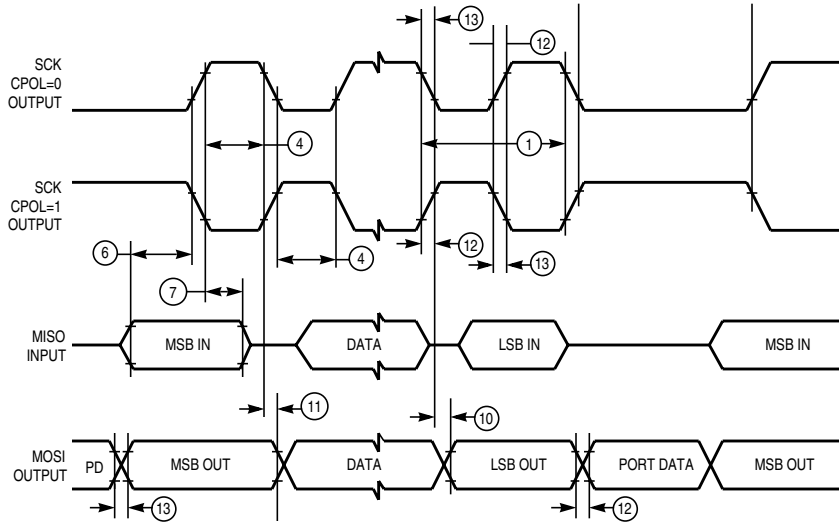 13
12
SCK
CPOL=0
OUTPUT
4
1
SCK
CPOL=1
OUTPUT
6
12
4
13
7
MISO
INPUT
MSB IN
DATA
LSB IN
MSB IN
11
10
MOSI
OUTPUT
PD
MSB OUT
DATA
LSB OUT
PORT DATA
MSB OUT
13
12